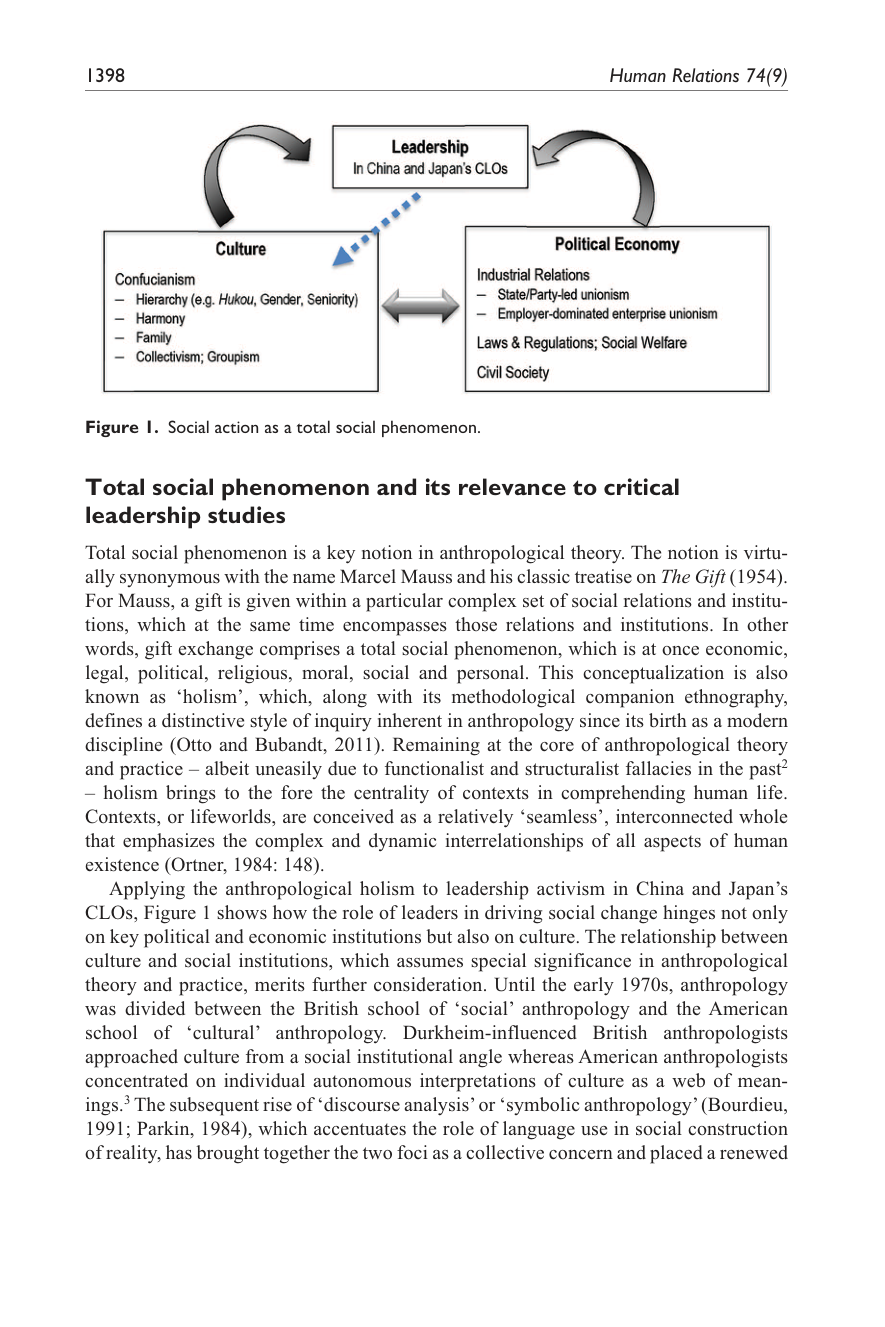 1398
Human Relations 74(9)
Leadership
In China and Japan's CLOs
Culture
Confucianism
– Hierarchy (e.g. Hukou, Gender, Seniority)
– Harmony
– Family
– Collectivism; Groupism
Political Economy
Industrial Relations
– State/Party-led unionism
– Employer-dominated enterprise unionism
Laws & Regulations; Social Welfare
Civil Society
Figure 1. Social action as a total social phenomenon.
Total social phenomenon and its relevance to critical
leadership studies
Total social phenomenon is a key notion in anthropological theory. The notion is virtu-
ally synonymous with the name Marcel Mauss and his classic treatise on The Gift (1954).
For Mauss, a gift is given within a particular complex set of social relations and institu-
tions, which at the same time encompasses those relations and institutions. In other
words, gift exchange comprises a total social phenomenon, which is at once economic,
legal, political, religious, moral, social and personal. This conceptualization is also
known as ‘holism’, which, along with its methodological companion ethnography,
defines a distinctive style of inquiry inherent in anthropology since its birth as a modern
discipline (Otto and Bubandt, 2011). Remaining at the core of anthropological theory
and practice – albeit uneasily due to functionalist and structuralist fallacies in the past2
– holism brings to the fore the centrality of contexts in comprehending human life.
Contexts, or lifeworlds, are conceived as a relatively ‘seamless’, interconnected whole
that emphasizes the complex and dynamic interrelationships of all aspects of human
existence (Ortner, 1984: 148).
Applying the anthropological holism to leadership activism in China and Japan’s
CLOs, Figure 1 shows how the role of leaders in driving social change hinges not only
on key political and economic institutions but also on culture. The relationship between
culture and social institutions, which assumes special significance in anthropological
theory and practice, merits further consideration. Until the early 1970s, anthropology
was divided between the British school of ‘social’ anthropology and the American
school of ‘cultural’ anthropology. Durkheim-influenced British anthropologists
approached culture from a social institutional angle whereas American anthropologists
concentrated on individual autonomous interpretations of culture as a web of mean-
ings.3 The subsequent rise of ‘discourse analysis’ or ‘symbolic anthropology’ (Bourdieu,
1991; Parkin, 1984), which accentuates the role of language use in social construction
of reality, has brought together the two foci as a collective concern and placed a renewed